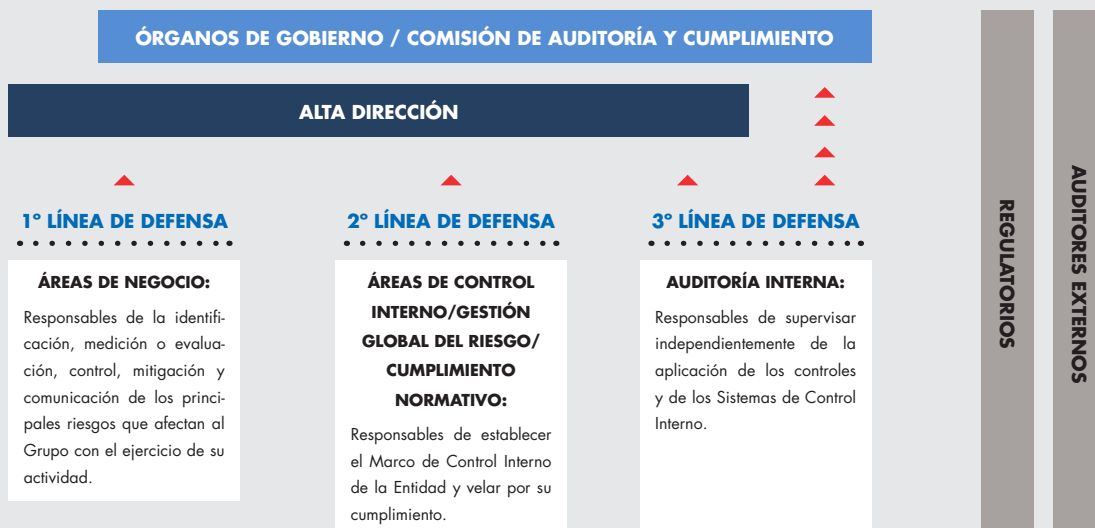 ÓRGANOS DE GOBIERNO / COMISIÓN DE AUDITORÍA Y CUMPLIMIENTO
ALTA DIRECCIÓN
1º LÍNEA DE DEFENSA
ÁREAS DE NEGOCIO:
Responsables de la identifi-
cación, medición o evalua-
ción, control, mitigación y
comunicación de los princi-
pales riesgos que afectan al
Grupo con el ejercicio de su
actividad.
2º LÍNEA DE DEFENSA
ÁREAS DE CONTROL
INTERNO/GESTIÓN
GLOBAL DEL RIESGO/
CUMPLIMIENTO
NORMATIVO:
Responsables de establecer
el Marco de Control Interno
de la Entidad y velar por su
cumplimiento.
3º LÍNEA DE DEFENSA
AUDITORÍA INTERNA:
Responsables de supervisar
independientemente de la
aplicación de los controles
y de los Sistemas de Control
Interno.
REGULATORIOS
AUDITORES EXTERNOS